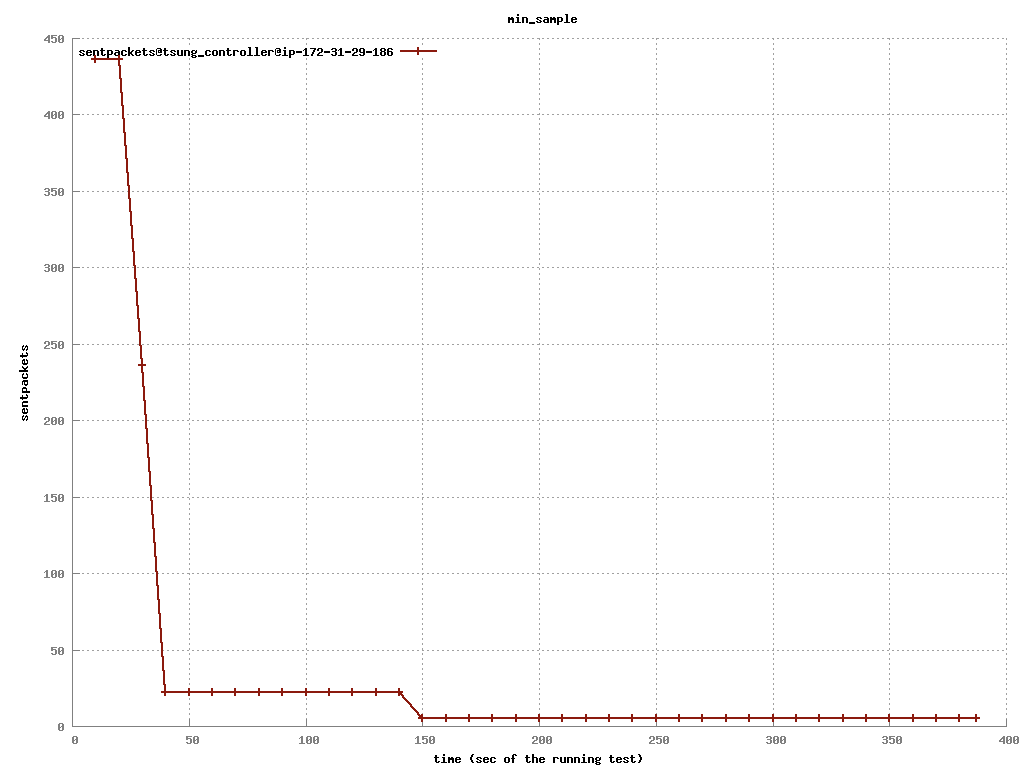 min_sample
sentpackets@tsung_controller@ip-172-31-29-186
450
400
350
300
250
200
150
100
50
0
sentpackets
0 50 100 150 200 250 300 350 400
time (sec of the running test)